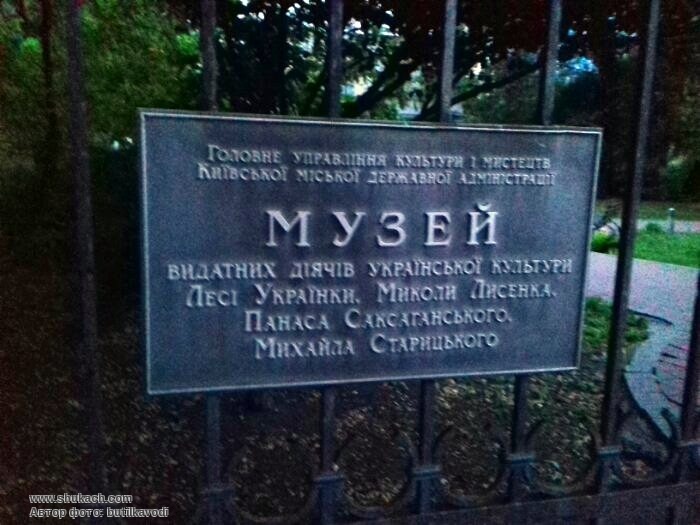 Головне управління культури і мистецтв
Київської міської державної адміністрації
МУЗЕЙ
видатних діячів української культури
Лесі Українки, Миколи Лисенка,
Панаса Саксаганського,
Михайла Старицького
www.shukach.com
Автор фото: butilkavodi